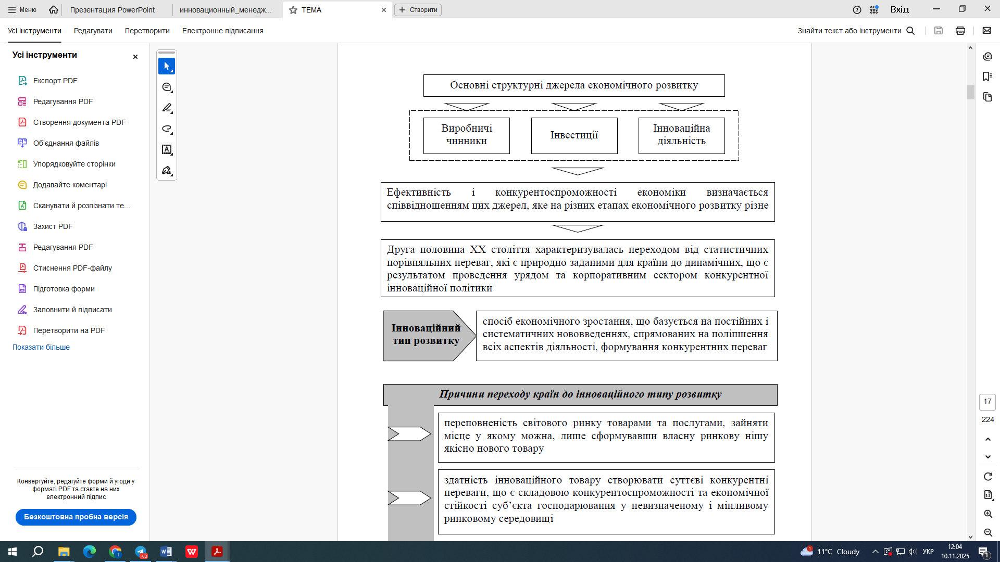 Меню
Презентация PowerPoint
инновационный_менедж...
ТЕМА
Створити
Вхід
Усі інструменти
Редагувати
Перетворити
Електронне підписання
Знайти текст або інструменти
Усі інструменти
Експорт PDF
Редагування PDF
Створення документа PDF
Об'єднання файлів
Упорядковуйте сторінки
Додавайте коментарі
Сканувати й розпізнати те...
Захист PDF
Редагування PDF
Стиснення PDF-файлу
Підготовка форми
Заповнити й підписати
Перетворити на PDF
Показати більше
Конвертуйте, редагуйте форми й угоди у
форматі PDF та ставте на них
електронний підпис
Безкоштовна пробна версія
Основні структурні джерела економічного розвитку
Виробничі
чинники
Інвестиції
Інноваційна
діяльність
Ефективність і конкурентоспроможності економіки визначається
співвідношенням цих джерел, яке на різних етапах економічного розвитку різне
Друга половина ХХ століття характеризувалась переходом від статистичних
порівняльних переваг, які є природно заданими для країни до динамічних, що є
результатом проведення урядом та корпоративним сектором конкурентної
інноваційної політики
Інноваційний
тип розвитку
спосіб економічного зростання, що базується на постійних і
систематичних нововведеннях, спрямованих на поліпшення
всіх аспектів діяльності, формування конкурентних переваг
Причини переходу країн до інноваційного типу розвитку
переповненість світового ринку товарами та послугами, зайняти
місце у якому можна, лише сформувавши власну ринкову нішу
якісно нового товару
здатність інноваційного товару створювати суттєві конкурентні
переваги, що є складовою конкурентоспроможності та економічної
стійкості суб’єкта господарювання у невизначеному і мінливому
ринковому середовищі
17
224
1:1
.62
1
11°C Cloudy
УКР
12:04
10.11.2025
1